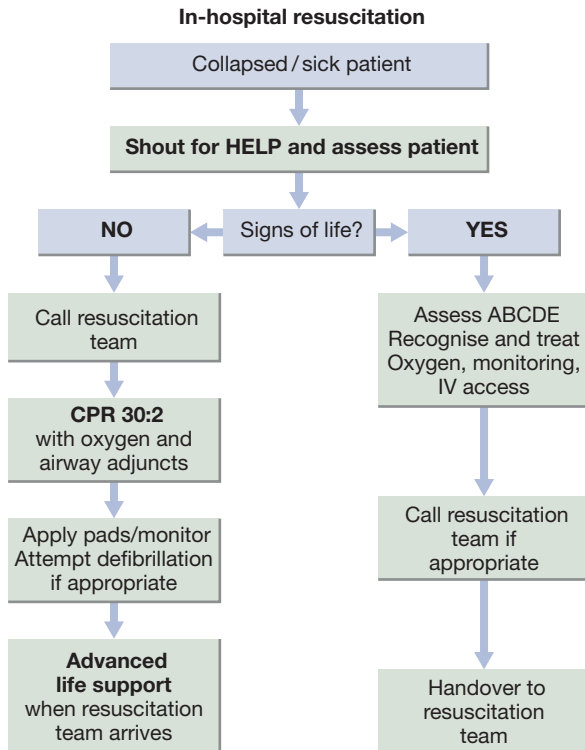 In-hospital resuscitation
Collapsed / sick patient
Shout for HELP and assess patient
Signs of life?
NO
YES
Call resuscitation
team
CPR 30:2
with oxygen and
airway adjuncts
Apply pads/monitor
Attempt defibrillation
if appropriate
Advanced
life support
when resuscitation
team arrives
Assess ABCDE
Recognise and treat
Oxygen, monitoring,
IV access
Call resuscitation
team if
appropriate
Handover to
resuscitation
team